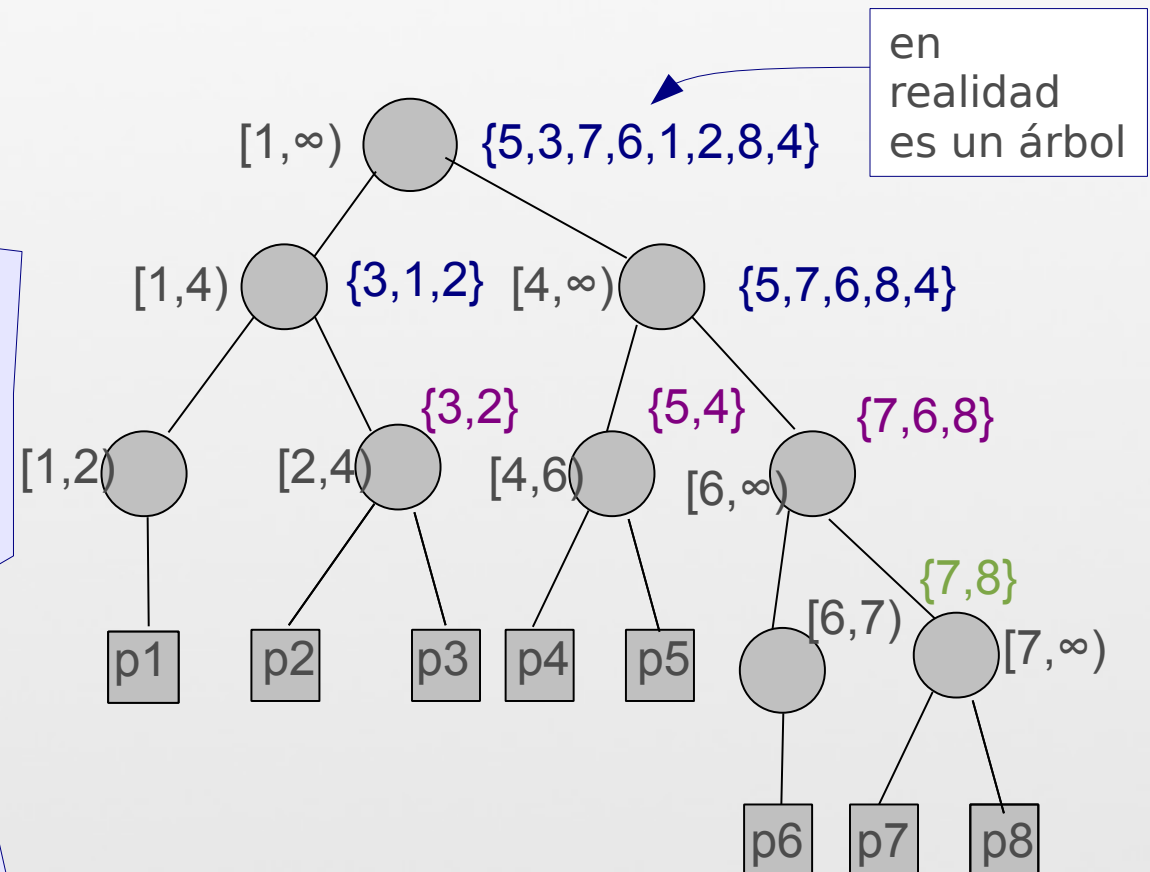 en
realidad
es un árbol
[1,∞)
{5,3,7,6,1,2,8,4}
[1,4)
{3,1,2}
[4,∞)
{5,7,6,8,4}
{3,2}
{5,4}
{7,6,8}
[1,2)
[2,4)
[4,6)
[6,∞)
{7,8}
[6,7)
[7,∞)
p1
p2
p3
p4
p5
p6
p7
p8